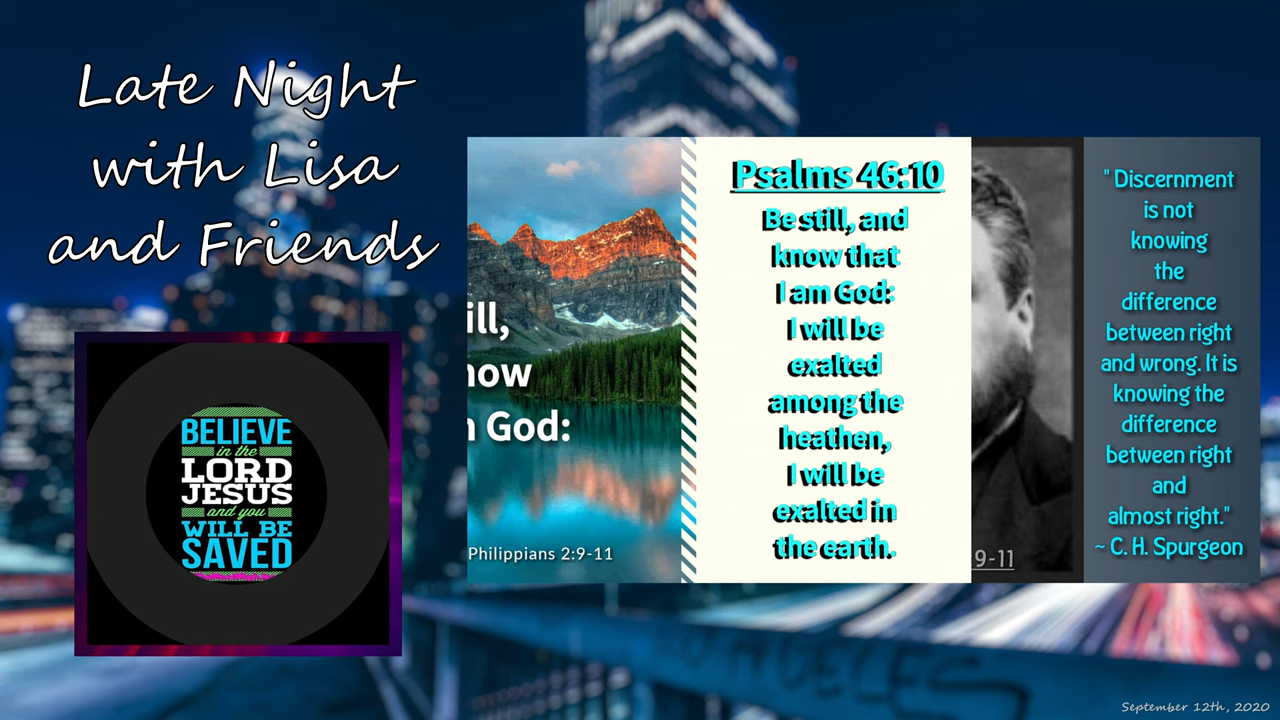 Late Night
with Lisa
and Friends
BELIEVE
in the
LORD
JESUS
and you
WILL BE
SAVED
ill,
now
God:
Philippians 2:9-11
Psalms 46:10
Be still, and
know that
I am God:
I will be
exalted
among the
heathen,
I will be
exalted in
the earth.
9-11
" Discernment
is not
knowing
the
difference
between right
and wrong. It is
knowing the
difference
between right
and
almost right."
~ C. H. Spurgeon
September 12th, 2020